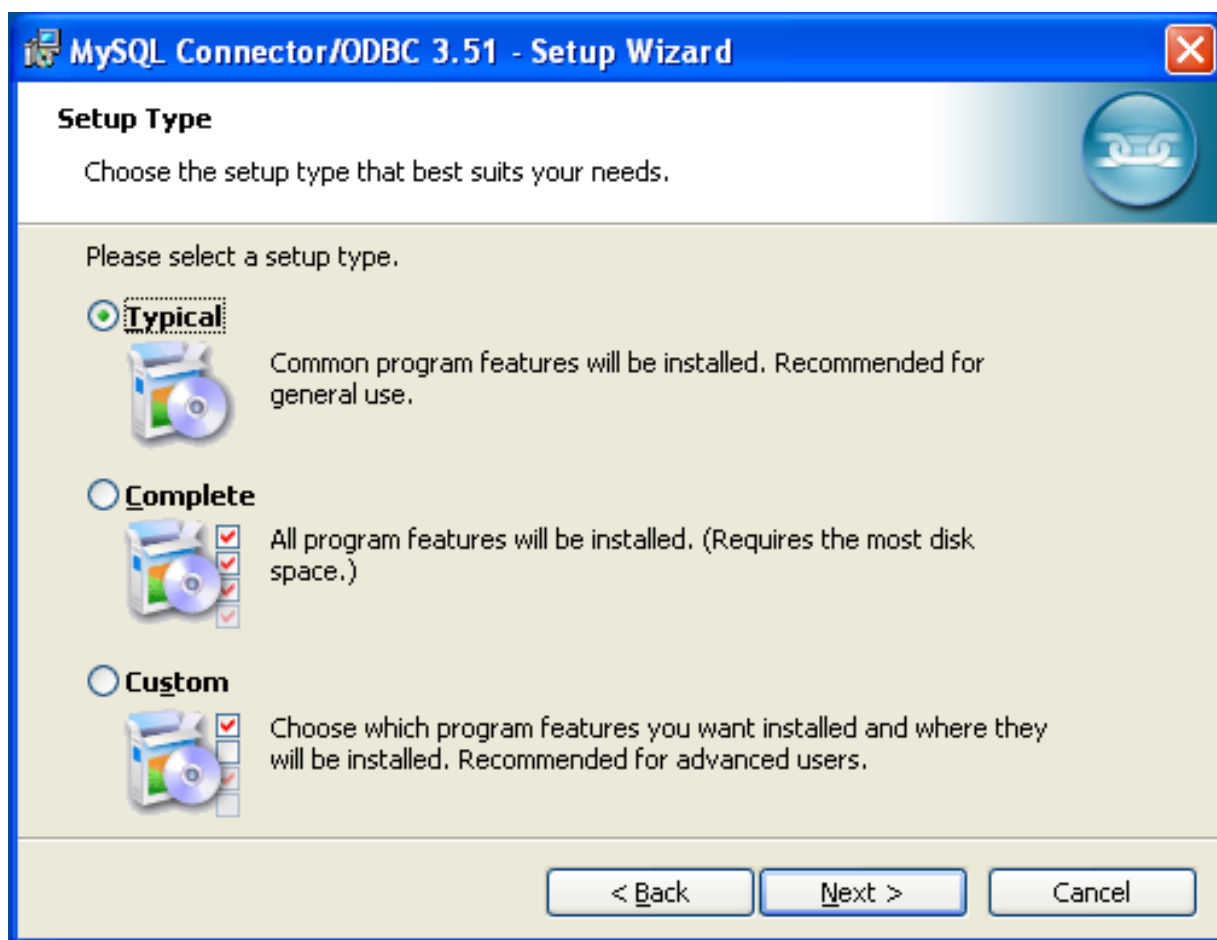 MySQL Connector/ODBC 3.51 - Setup Wizard
Setup Type
Choose the setup type that best suits your needs.
Please select a setup type.
Typical
Common program features will be installed. Recommended for
general use.
Complete
All program features will be installed. (Requires the most disk
space.)
Custom
Choose which program features you want installed and where they
will be installed. Recommended for advanced users.
< Back
Next >
Cancel